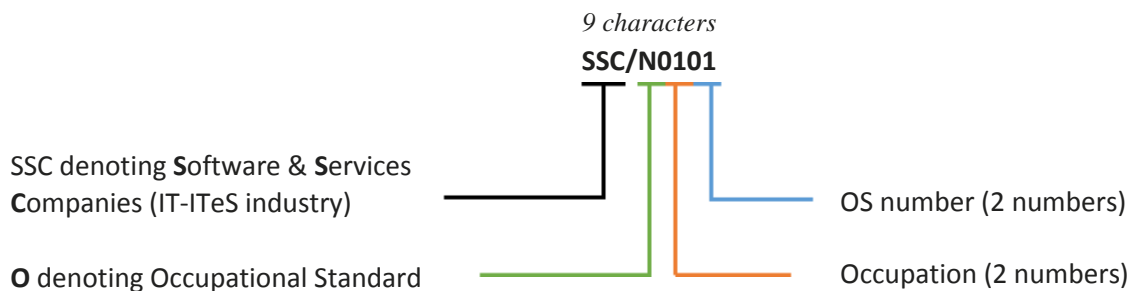 9 characters
SSC/N0101
SSC denoting Software & Services
Companies (IT-ITeS industry)
OS number (2 numbers)
O denoting Occupational Standard
Occupation (2 numbers)